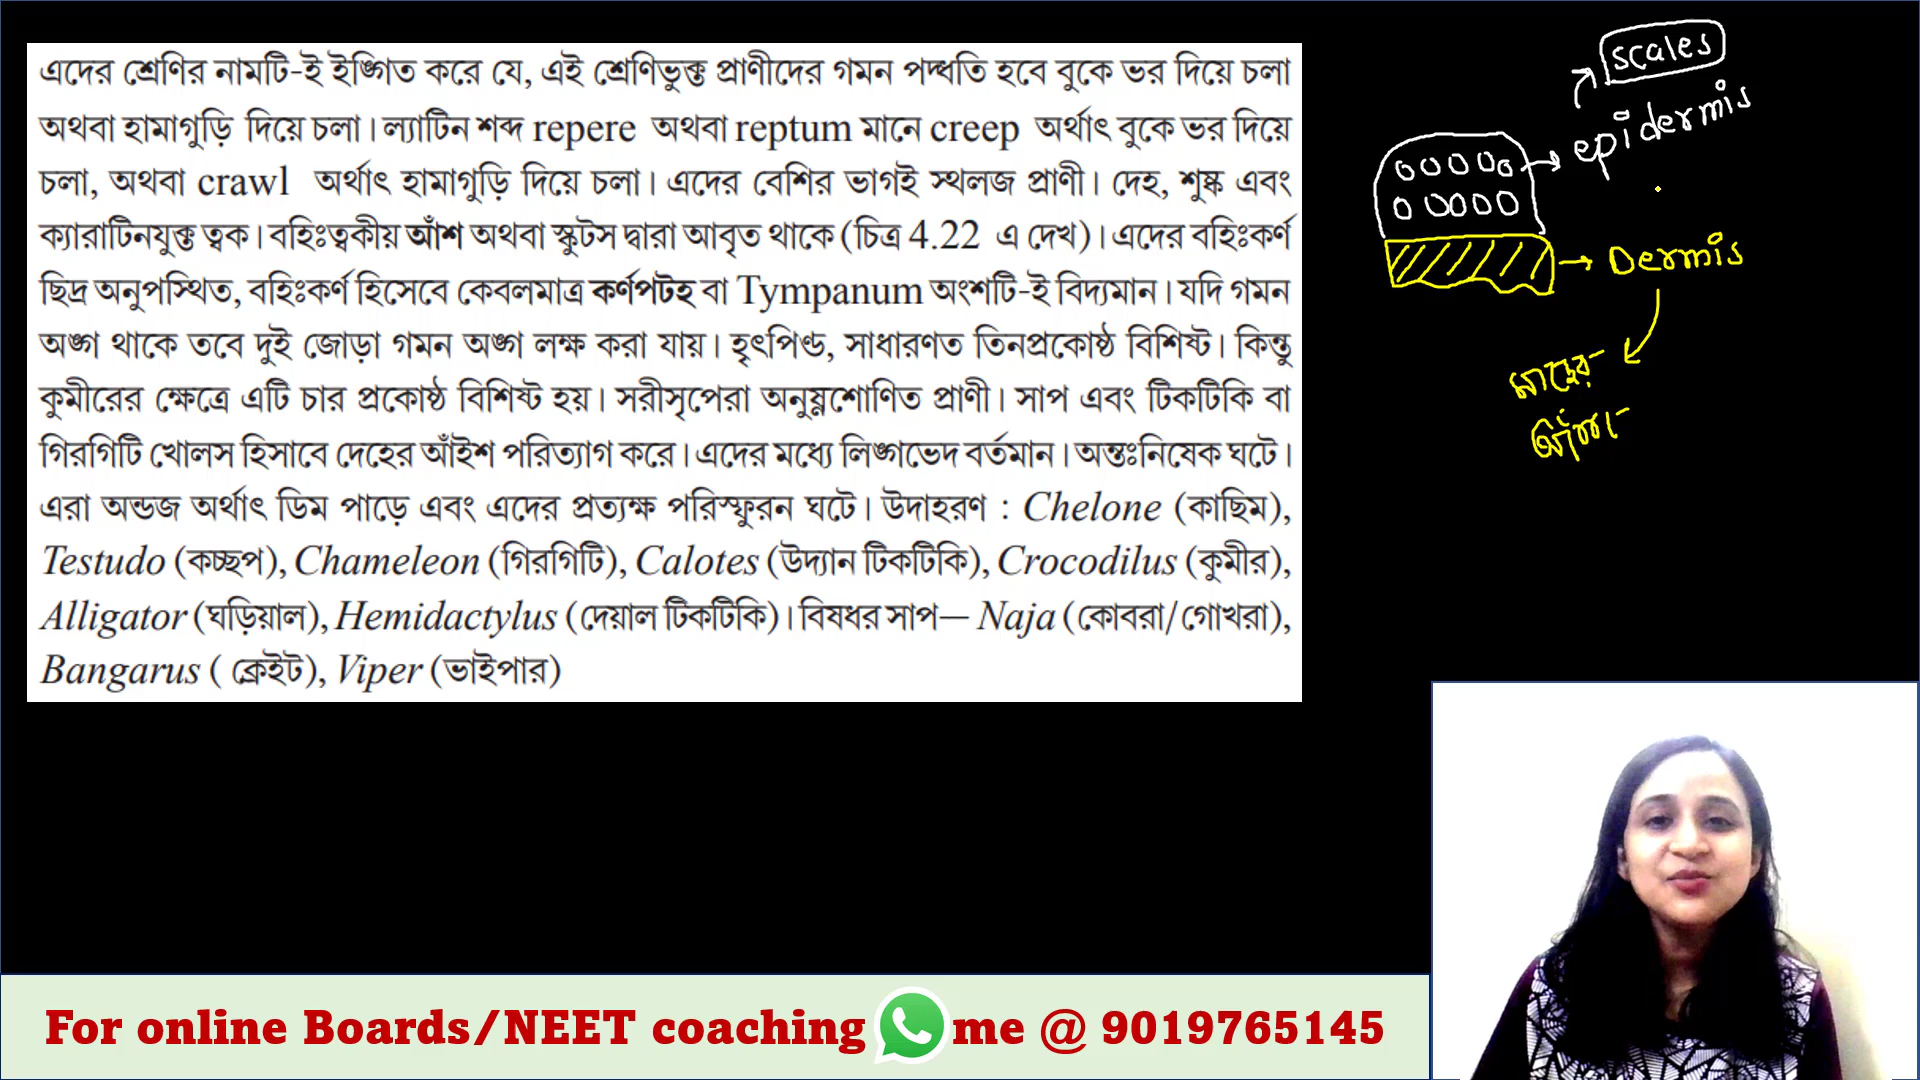 এদের শ্রেণির নামটি-ই ইঙ্গিত করে যে, এই শ্রেণিভুক্ত প্রাণীদের গমন পদ্ধতি হবে বুকে ভর দিয়ে চলা
অথবা হামাগুড়ি দিয়ে চলা। ল্যাটিন শব্দ repere অথবা reptum মানে creep অর্থাৎ বুকে ভর দিয়ে
চলা, অথবা crawl অর্থাৎ হামাগুড়ি দিয়ে চলা। এদের বেশির ভাগই স্থলজ প্রাণী। দেহ, শুষ্ক এবং
ক্যারাটিনযুক্ত ত্বক। বহিঃত্বকীয় আঁশ অথবা স্কুটস দ্বারা আবৃত থাকে (চিত্র 4.22 এ দেখ)। এদের বহিঃকর্ণ
ছিদ্র অনুপস্থিত, বহিঃকর্ণ হিসেবে কেবলমাত্র কর্ণপটহ বা Tympanum অংশটি-ই বিদ্যমান। যদি গমন
অঙ্গ থাকে তবে দুই জোড়া গমন অঙ্গ লক্ষ করা যায়। হৃৎপিণ্ড, সাধারণত তিনপ্রকোষ্ঠ বিশিষ্ট। কিন্তু
কুমীরের ক্ষেত্রে এটি চার প্রকোষ্ঠ বিশিষ্ট হয়। সরীসৃপেরা অনুষ্ণশোণিত প্রাণী। সাপ এবং টিকটিকি বা
গিরগিটি খোলস হিসাবে দেহের আঁইশ পরিত্যাগ করে। এদের মধ্যে লিঙ্গভেদ বর্তমান। অন্তঃনিষেক ঘটে।
এরা অন্ডজ অর্থাৎ ডিম পাড়ে এবং এদের প্রত্যক্ষ পরিস্ফুরন ঘটে। উদাহরণ : Chelone (কাছিম),
Testudo (কচ্ছপ), Chameleon (গিরগিটি), Calotes (উদ্যান টিকটিকি), Crocodilus (কুমীর),
Alligator (ঘড়িয়াল), Hemidactylus (দেয়াল টিকটিকি)। বিষধর সাপ— Naja (কোবরা/গোখরা),
Bangarus ( ক্রেইট), Viper (ভাইপার)
scales
epidermis
Dermis
For online Boards/NEET coaching me @ 9019765145